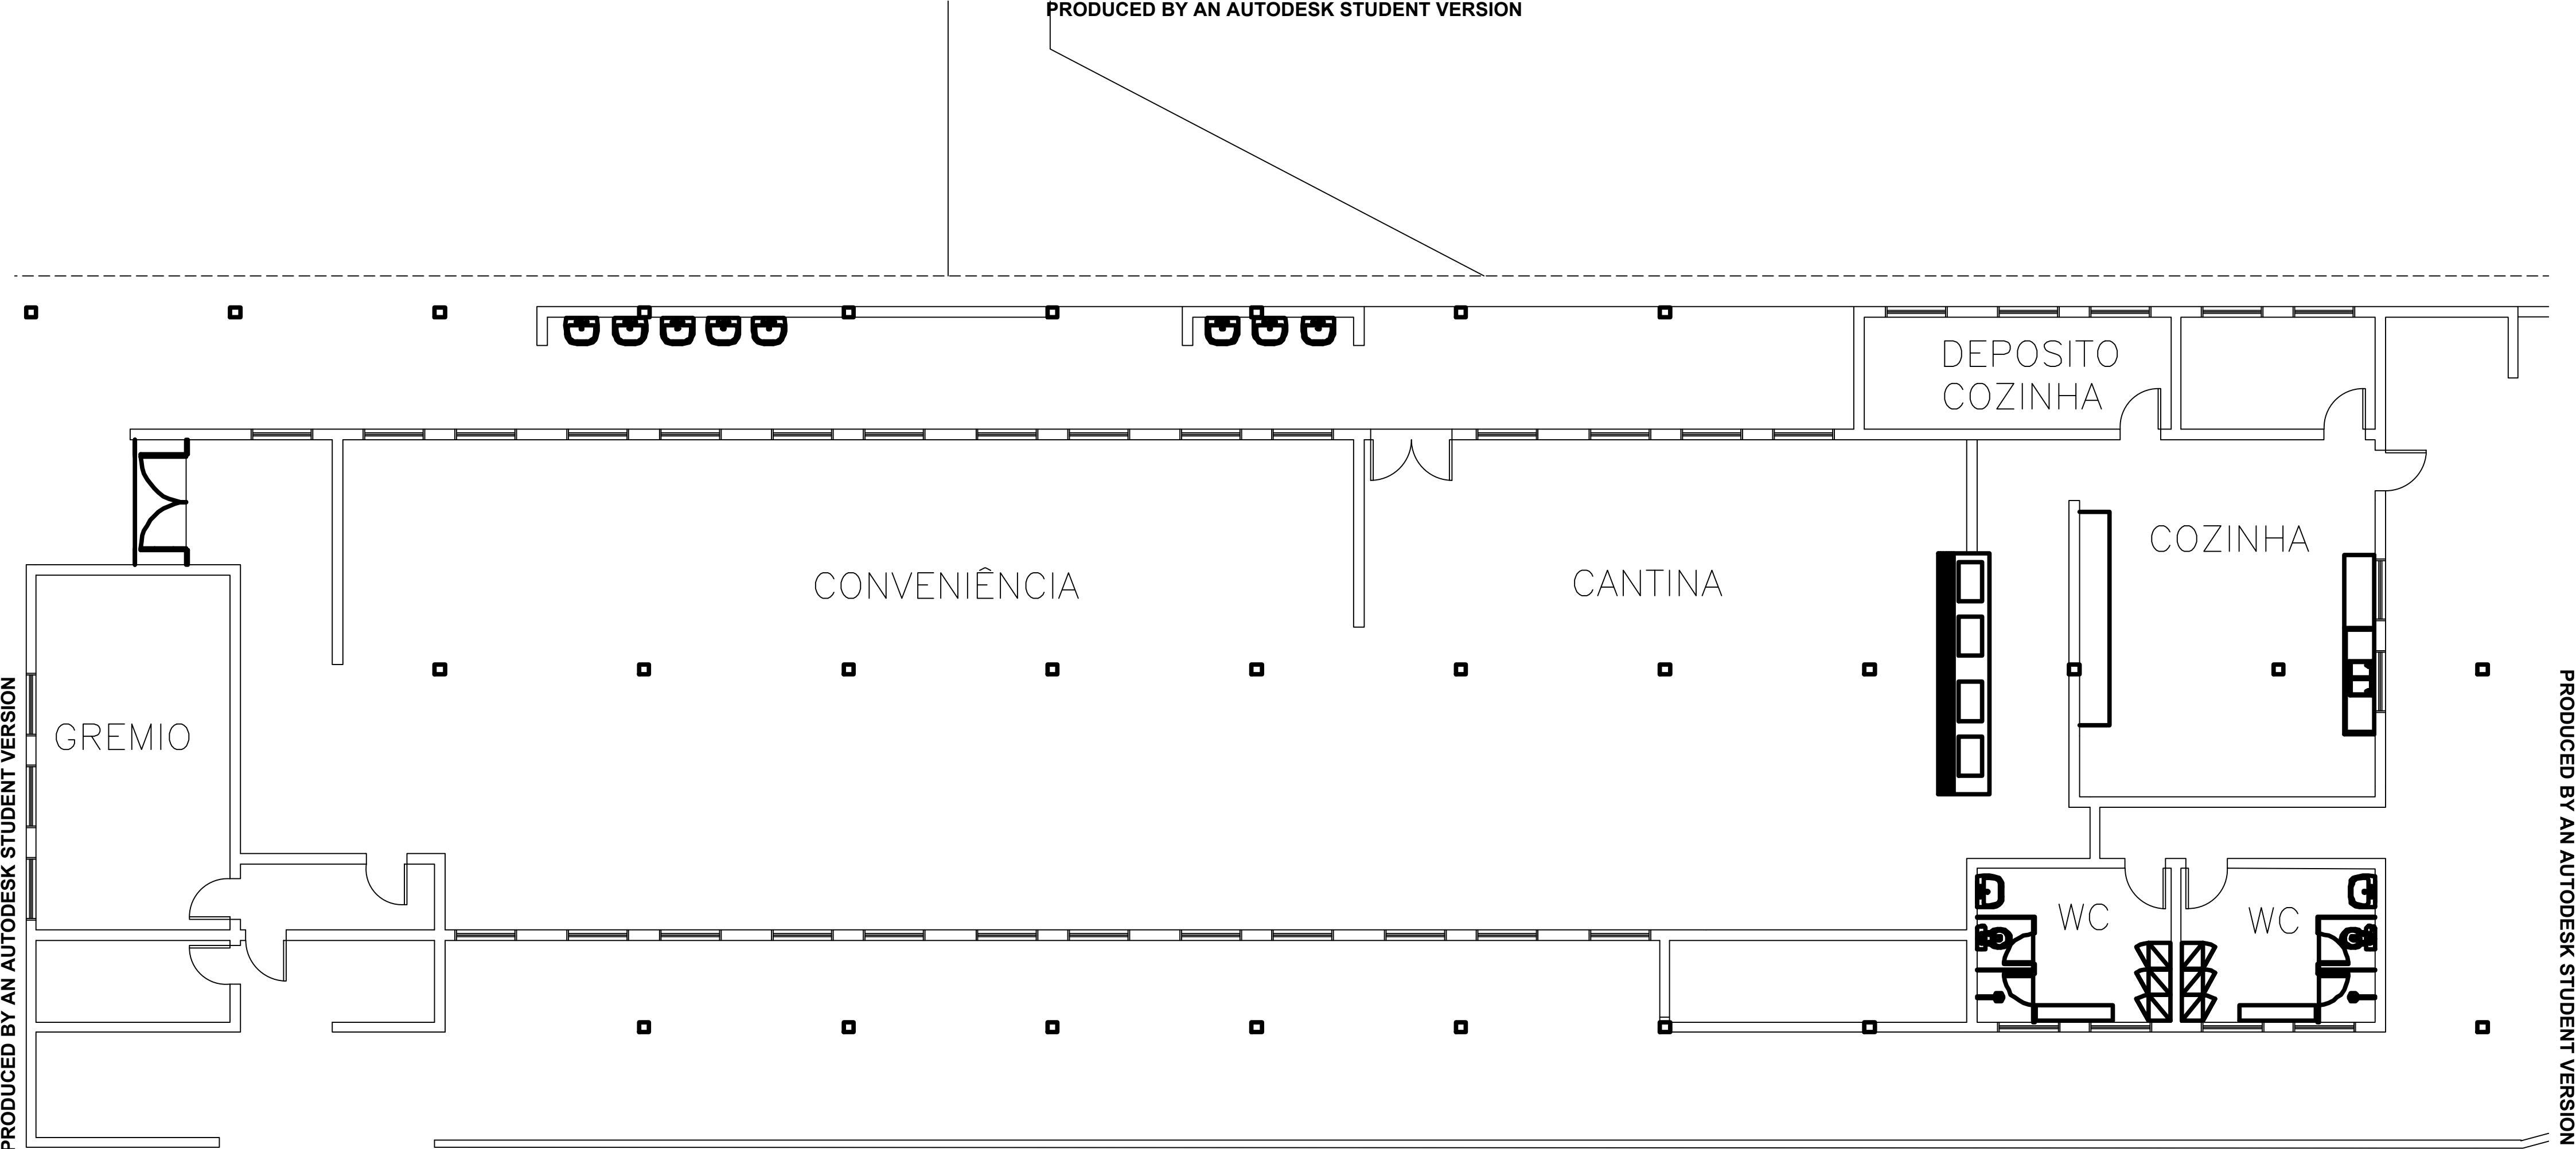 PRODUCED BY AN AUTODESK STUDENT VERSION
DEPOSITO
COZINHA
COZINHA
CONVENIÊNCIA
CANTINA
GREMIO
WC
WC
PRODUCED BY AN AUTODESK STUDENT VERSION
PRODUCED BY AN AUTODESK STUDENT VERSION